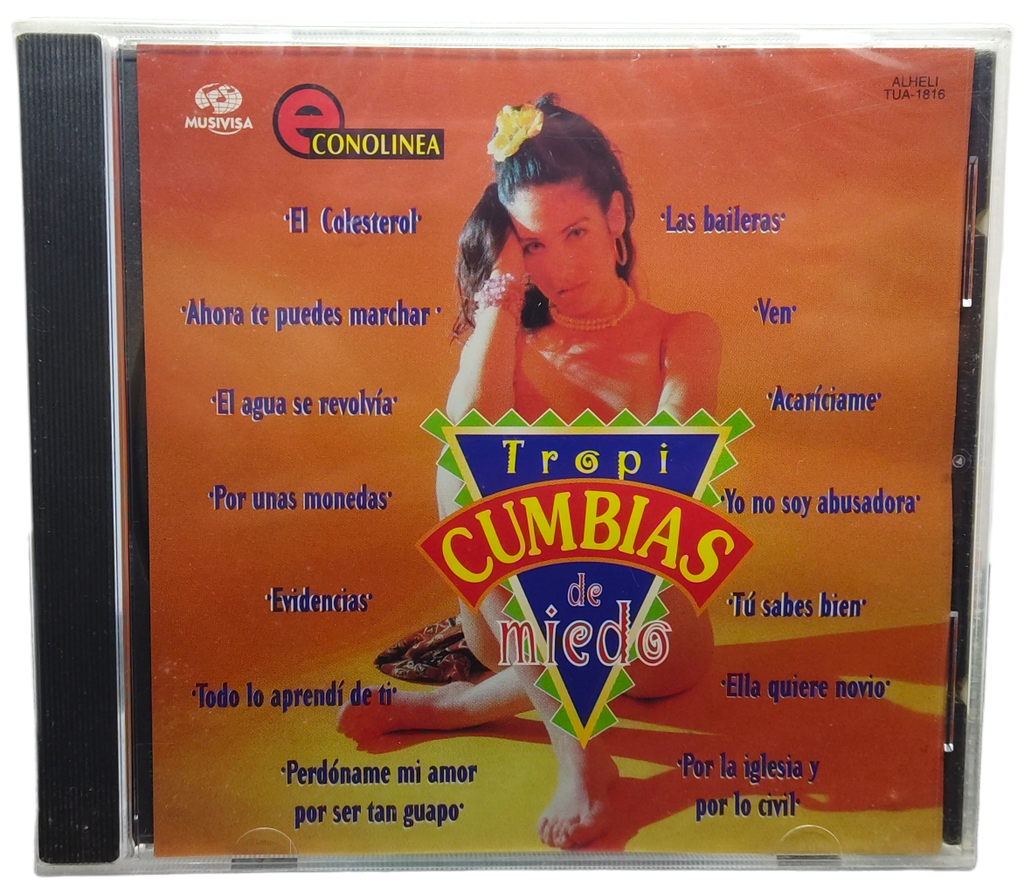 MUSIVISA
eCONOLINEA
ALHELI
TUA-1816
·El Colesterol·
·Las baileras·
·Ahora te puedes marchar·
·Ven·
·El agua se revolvía·
·Acaríciame·
Tropi
CUMBIAS
de
miedo
·Por unas monedas·
·Yo no soy abusadora·
·Evidencias·
·Tú sabes bien·
·Todo lo aprendí de ti·
·Ella quiere novio·
·Perdóname mi amor
por ser tan guapo·
·Por la iglesia y
por lo civil·